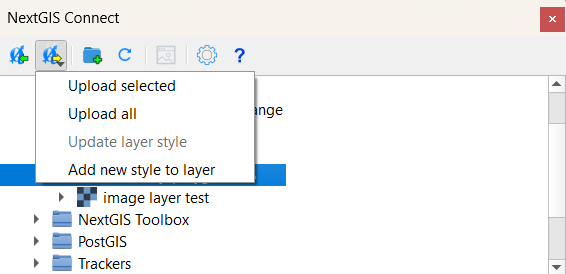 NextGIS Connect
?
Upload selected
Upload all
ange
Update layer style
Add new style to layer
image layer test
NextGIS Toolbox
PostGIS
Trackers